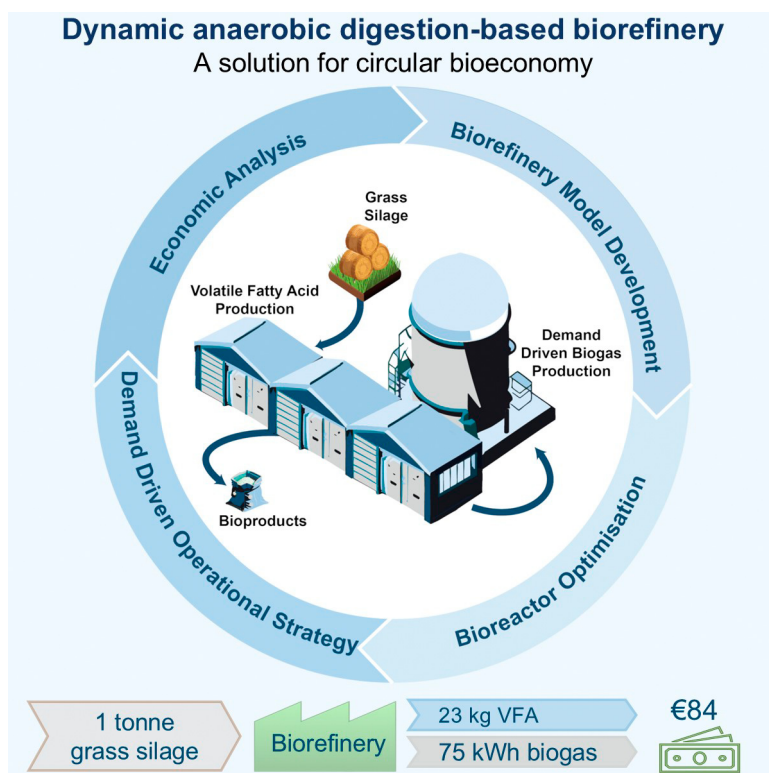 Dynamic anaerobic digestion-based biorefinery
A solution for circular bioeconomy
Economic Analysis
Biorefinery Model Development
Bioreactor Optimisation
Demand Driven Operational Strategy
Grass
Silage
Volatile Fatty Acid
Production
Demand
Driven Biogas
Production
Bioproducts
1 tonne
grass silage
Biorefinery
23 kg VFA
75 kWh biogas
€84